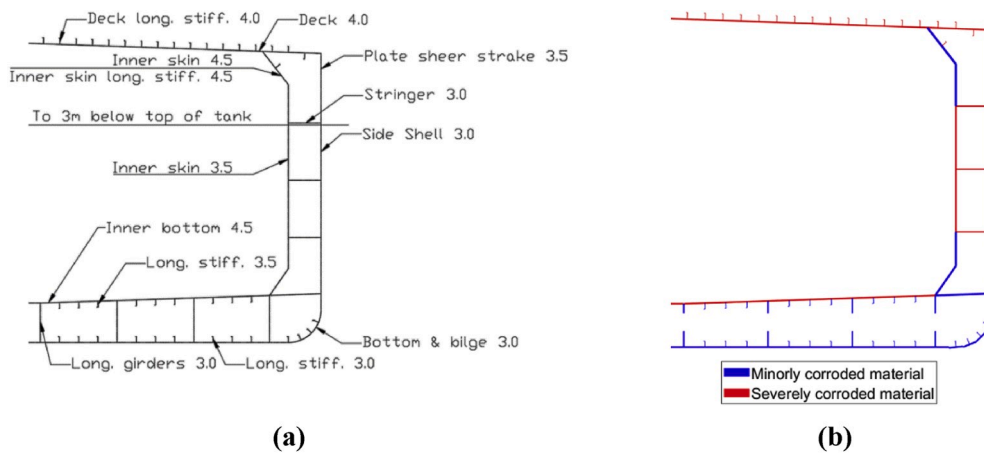 Deck long. stiff. 4.0
Deck 4.0
Inner skin 4.5
Inner skin long. stiff. 4.5
Plate sheer strake 3.5
Stringer 3.0
To 3m below top of tank
Side Shell 3.0
Inner skin 3.5
Inner bottom 4.5
Long. stiff. 3.5
Bottom & bilge 3.0
Long. girders 3.0
Long. stiff. 3.0
Minorly corroded material
Severely corroded material
(a)
(b)